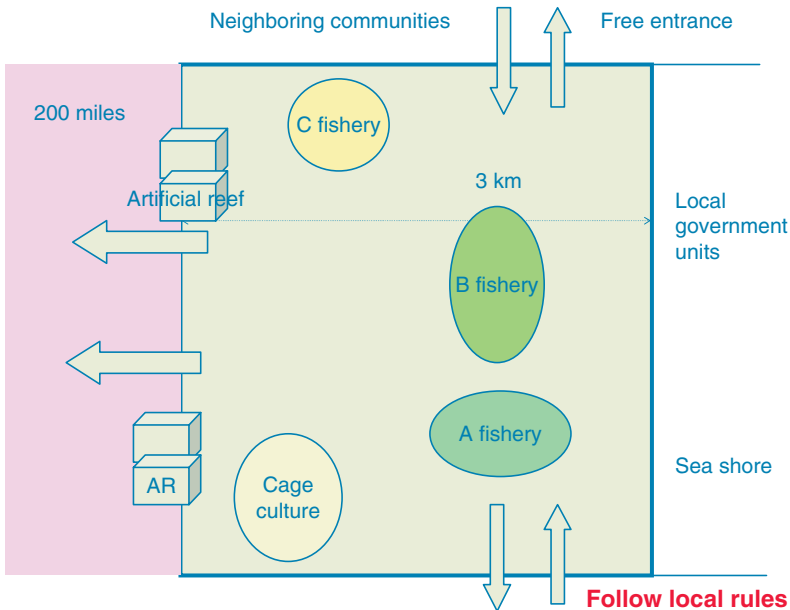 Neighboring communities
Free entrance
200 miles
C fishery
3 km
Artificial reef
Local
government
units
B fishery
A fishery
Sea shore
AR
Cage
culture
Follow local rules